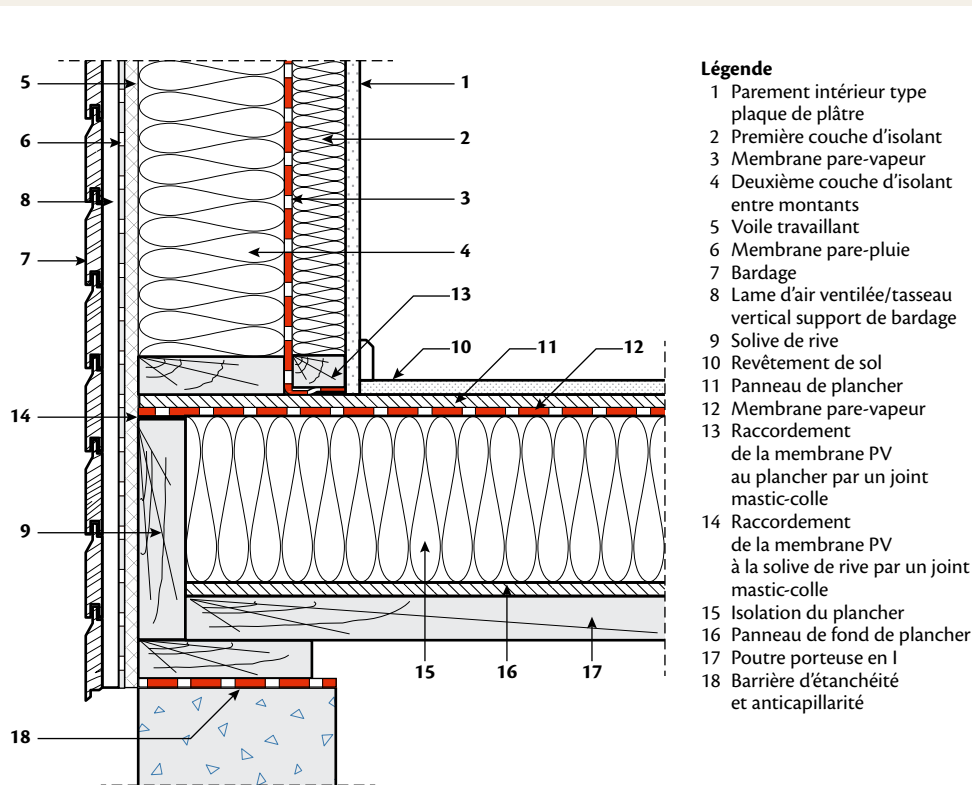 5
1
6
2
8
3
7
4
13
10
11
12
14
9
15
16
17
18
Légende
1 Parement intérieur type
plaque de plâtre
2 Première couche d'isolant
3 Membrane pare-vapeur
4 Deuxième couche d'isolant
entre montants
5 Voile travaillant
6 Membrane pare-pluie
7 Bardage
8 Lame d'air ventilée/tasseau
vertical support de bardage
9 Solive de rive
10 Revêtement de sol
11 Panneau de plancher
12 Membrane pare-vapeur
13 Raccordement
de la membrane PV
au plancher par un joint
mastic-colle
14 Raccordement
de la membrane PV
à la solive de rive par un joint
mastic-colle
15 Isolation du plancher
16 Panneau de fond de plancher
17 Poutre porteuse en I
18 Barrière d'étanchéité
et anticapillarité